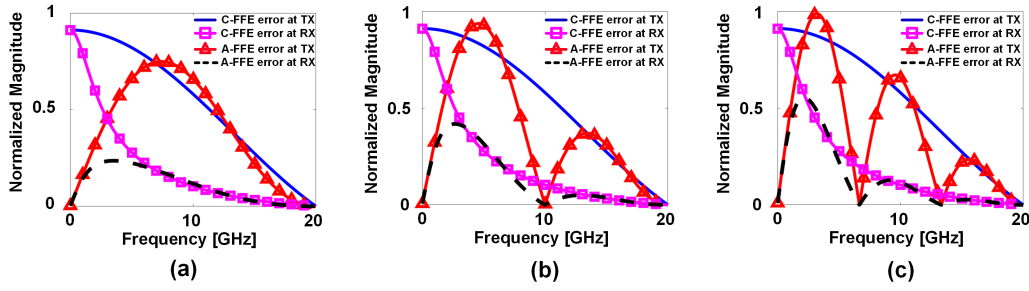 Normalized Magnitude
1
0.5
0
C-FFE error at TX
C-FFE error at RX
A-FFE error at TX
A-FFE error at RX
0
10
20
Frequency [GHz]
(a)
Normalized Magnitude
1
0.5
0
C-FFE error at TX
C-FFE error at RX
A-FFE error at TX
A-FFE error at RX
0
10
20
Frequency [GHz]
(b)
Normalized Magnitude
1
0.5
0
C-FFE error at TX
C-FFE error at RX
A-FFE error at TX
A-FFE error at RX
0
10
20
Frequency [GHz]
(c)